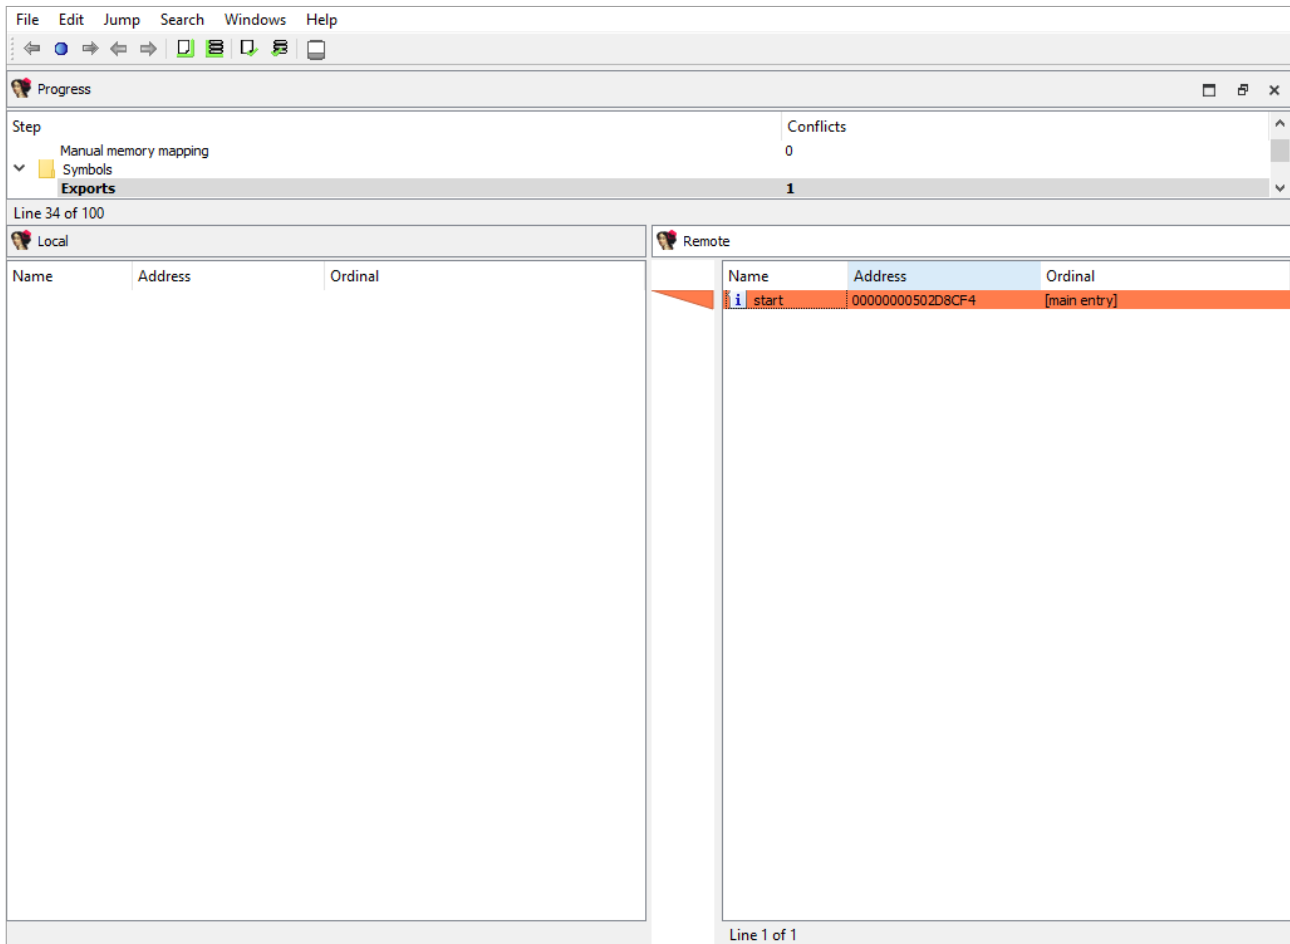 File Edit Jump Search Windows Help
Progress
Step Conflicts
Manual memory mapping 0
Symbols
Exports 1
Line 34 of 100
Local Remote
Name Address Ordinal Name Address Ordinal
i start 00000000502D8CF4 [main entry]
Line 1 of 1